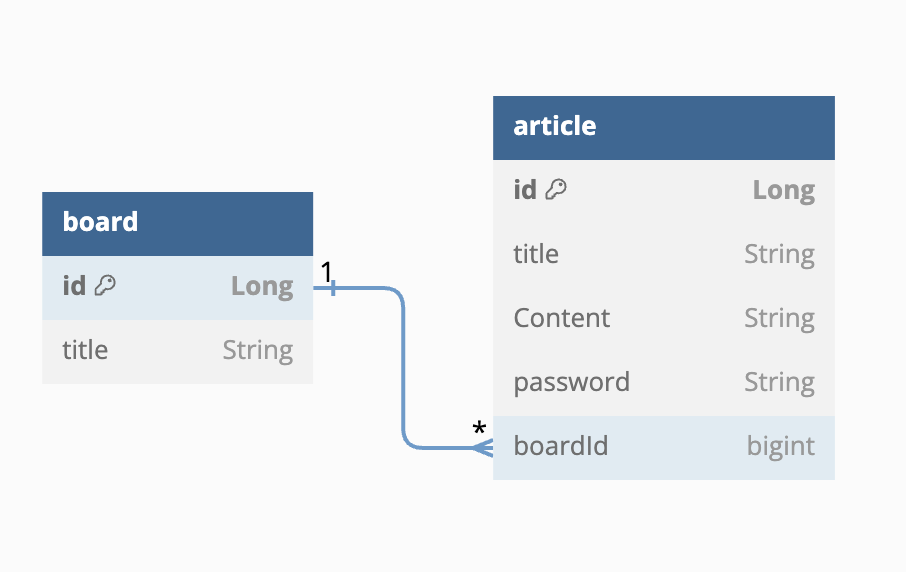 board
id Long
title String
1
*
article
id Long
title String
Content String
password String
boardId bigint